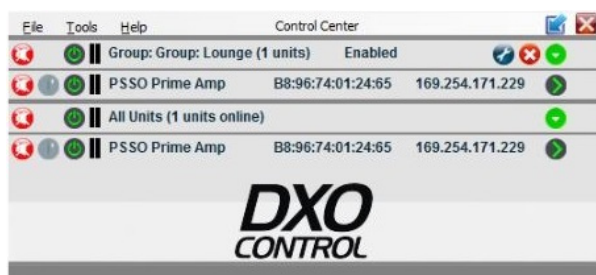 File Tools Help Control Center
Group: Group: Lounge (1 units) Enabled
PSSO Prime Amp B8:96:74:01:24:65 169.254.171.229
All Units (1 units online)
PSSO Prime Amp B8:96:74:01:24:65 169.254.171.229
DXO
CONTROL